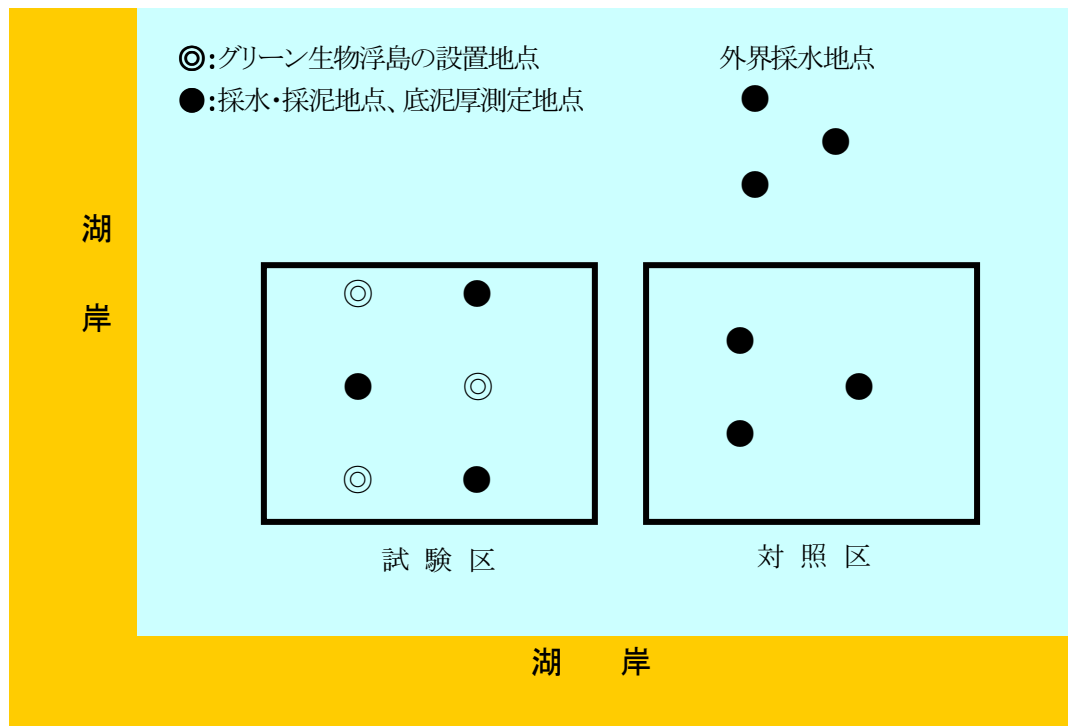 ◎:グリーン生物浮島の設置地点
●:採水・採泥地点、底泥厚測定地点
外界採水地点
湖
岸
試 験 区
対 照 区
湖 岸